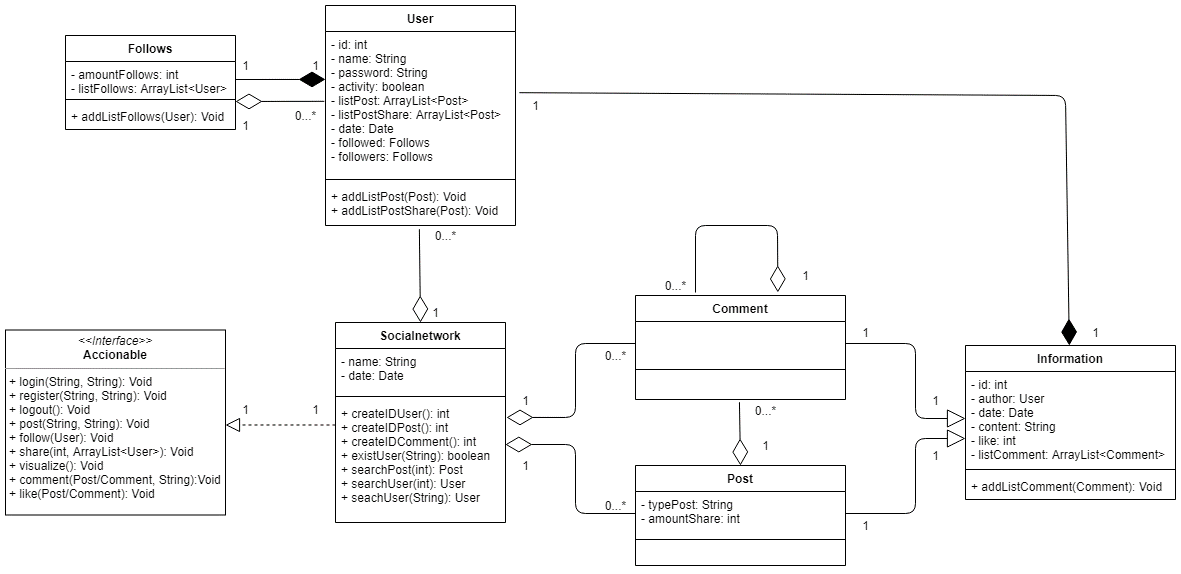 User
- id: int
- name: String
- password: String
- activity: boolean
- listPost: ArrayList<Post>
- listPostShare: ArrayList<Post>
- date: Date
- followed: Follows
- followers: Follows
+ addListPost(Post): Void
+ addListPostShare(Post): Void
Follows
- amountFollows: int
- listFollows: ArrayList<User>
+ addListFollows(User): Void
1
1
1
0...*
1
0...*
1
<<Interface>>
Accionable
+ login(String, String): Void
+ register(String, String): Void
+ logout(): Void
+ post(String, String): Void
+ follow(User): Void
+ share(int, ArrayList<User>): Void
+ visualize(): Void
+ comment(Post/Comment, String):Void
+ like(Post/Comment): Void
1
1
Socialnetwork
- name: String
- date: Date
+ createIDUser(): int
+ createIDPost(): int
+ createIDComment(): int
+ existUser(String): boolean
+ searchPost(int): Post
+ searchUser(int): User
+ seachUser(String): User
1
0...*
1
0...*
0...*
1
Comment
0...*
1
Post
- typePost: String
- amountShare: int
1
1
1
1
1
Information
- id: int
- author: User
- date: Date
- content: String
- like: int
- listComment: ArrayList<Comment>
+ addListComment(Comment): Void